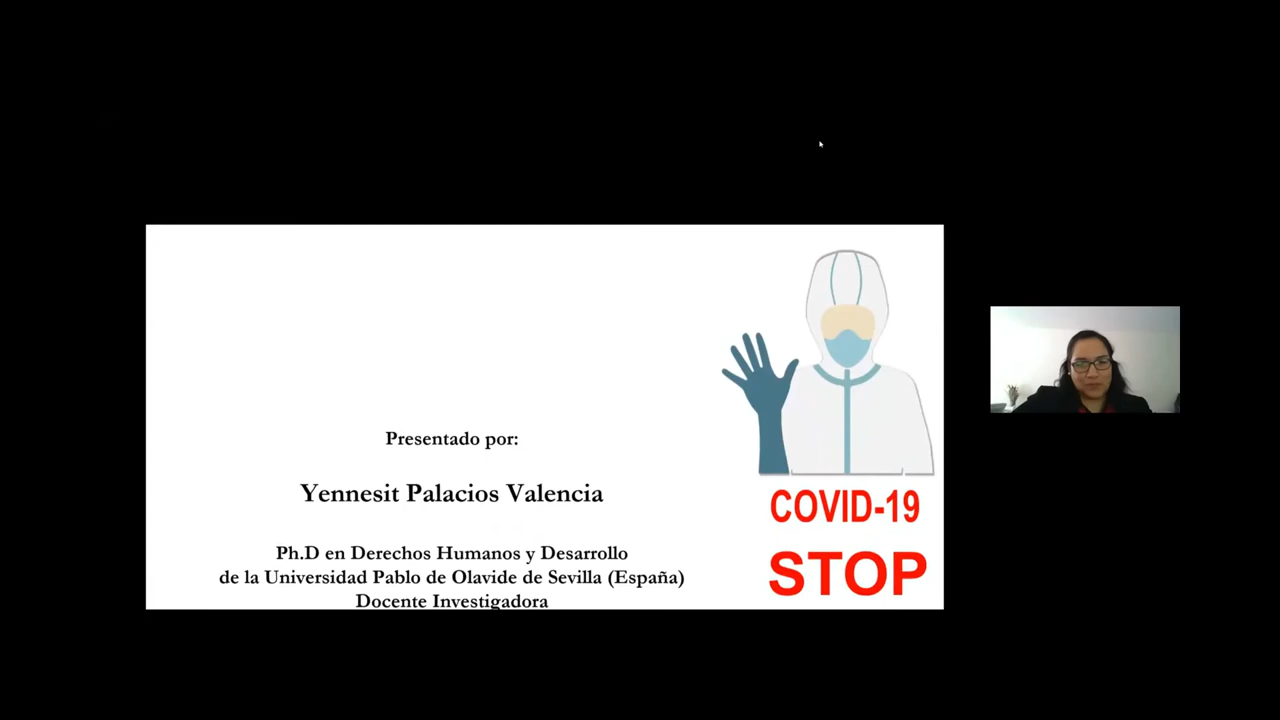 Presentado por:
Yennesit Palacios Valencia
Ph.D en Derechos Humanos y Desarrollo
de la Universidad Pablo de Olavide de Sevilla (España)
Docente Investigadora
COVID-19
STOP